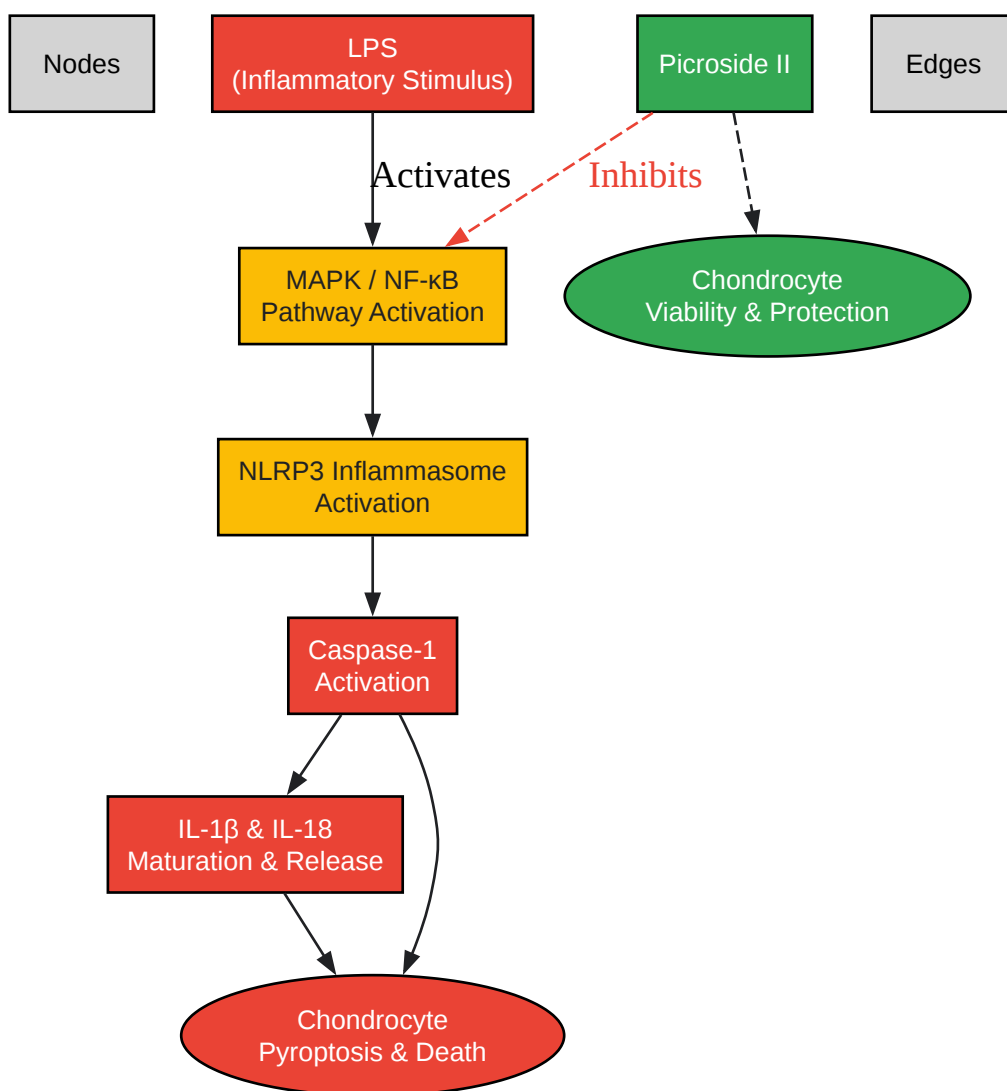 Nodes
LPS
(Inflammatory Stimulus)
Picroside II
Edges
Activates
Inhibits
MAPK / NF-κB
Pathway Activation
Chondrocyte
Viability & Protection
NLRP3 Inflammasome
Activation
Caspase-1
Activation
IL-1β & IL-18
Maturation & Release
Chondrocyte
Pyroptosis & Death